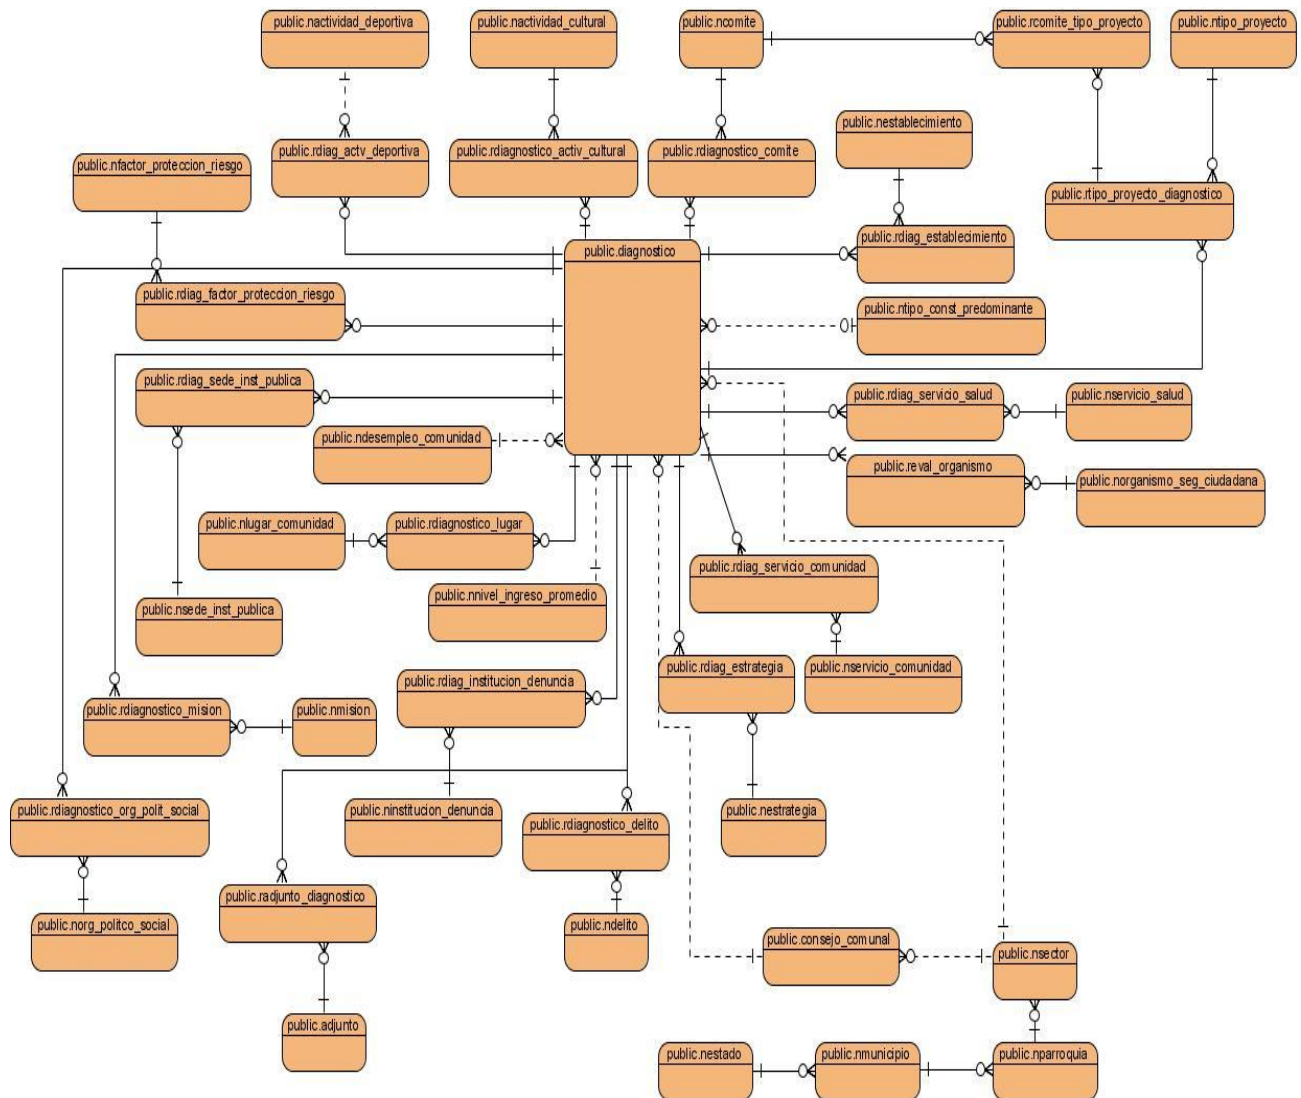 public.nactividad_deportiva
public.nactividad_cultural
public.ncomite
public.rcomite_tipo_proyecto
public.ntipo_proyecto
public.nestablecimiento
public.rdiag_actv_deportiva
public.rdiagnostico_activ_cultural
public.rdiagnostico_comite
public.nfactor_proteccion_riesgo
public.rtipo_proyecto_diagnostico
public.rdiag_establecimiento
public.diagnostico
public.rdiag_factor_proteccion_riesgo
public.ntipo_const_predominante
public.rdiag_sede_inst_publica
public.rdiag_servicio_salud
public.nservicio_salud
public.ndesempleo_comunidad
public.reval_organismo
public.norganismo_seg_ciudadana
public.nlugar_comunidad
public.rdiagnostico_lugar
public.rdiag_servicio_comunidad
public.nnivel_ingreso_promedio
public.nsede_inst_publica
public.rdiag_estrategia
public.nservicio_comunidad
public.rdiag_institucion_denuncia
public.rdiagnostico_mision
public.nmision
public.rdiagnostico_org_polit_social
public.ninstitucion_denuncia
public.nestrategia
public.rdiagnostico_delito
public.radjunto_diagnostico
public.norg_politco_social
public.ndelito
public.consejo_comunal
public.nsector
public.adjunto
public.nestado
public.nmunicipio
public.nparroquia